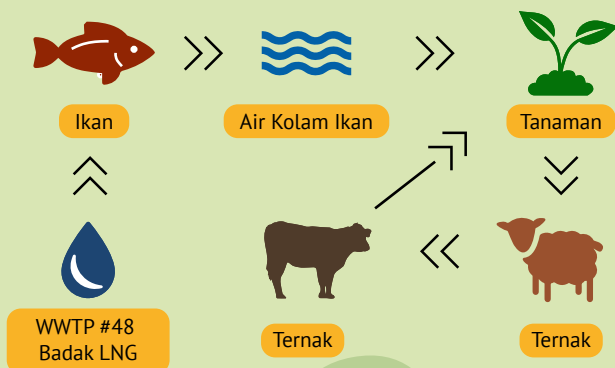 Ikan
Air Kolam Ikan
Tanaman
WWTP #48
Badak LNG
Ternak
Ternak